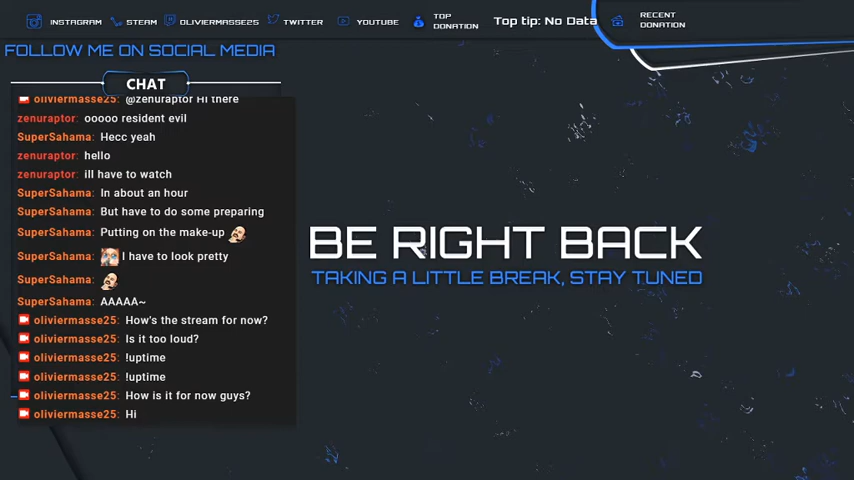 INSTAGRAM
STEAM
OLIVIERMASSE25
TWITTER
YOUTUBE
TOP
DONATION
Top tip: No Data
RECENT
DONATION
FOLLOW ME ON SOCIAL MEDIA
CHAT
oliviermasse25: @zenuraptor Hi there
zenuraptor: ooooo resident evil
SuperSahama: Hecc yeah
zenuraptor: hello
zenuraptor: ill have to watch
SuperSahama: In about an hour
SuperSahama: But have to do some preparing
SuperSahama: Putting on the make-up
SuperSahama: I have to look pretty
SuperSahama:
SuperSahama: AAAAA~
oliviermasse25: How's the stream for now?
oliviermasse25: Is it too loud?
oliviermasse25: !uptime
oliviermasse25: !uptime
oliviermasse25: How is it for now guys?
oliviermasse25: Hi
BE RIGHT BACK
TAKING A LITTLE BREAK, STAY TUNED